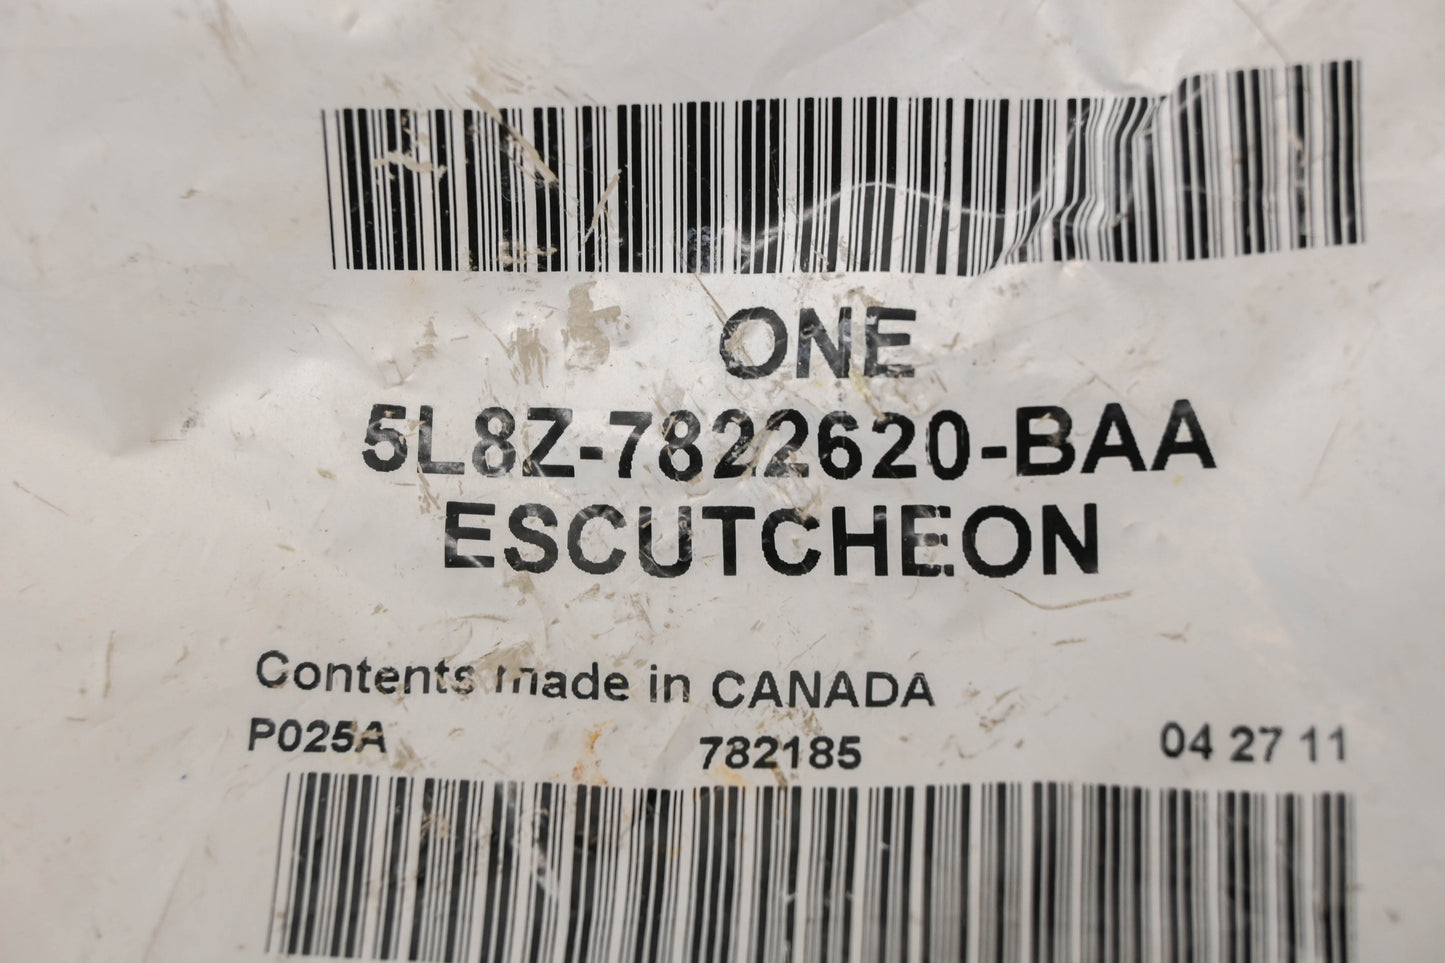 ONE
5L8Z-7822620-BAA
ESCUTCHEON
Contents made in CANADA
P025A 782185 04 27 11